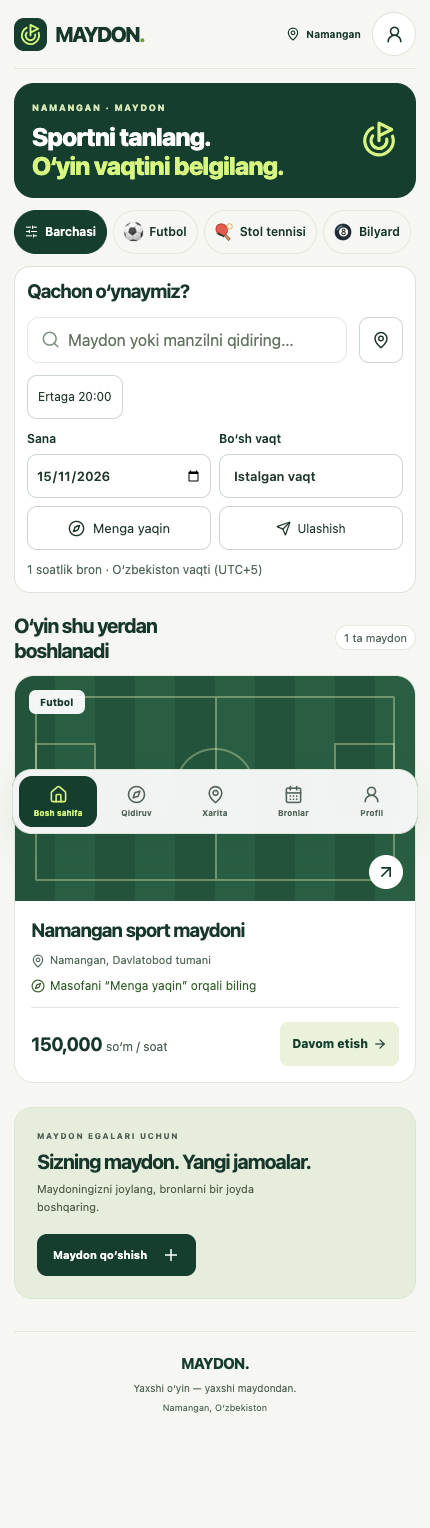 MAYDON.
Namangan
NAMANGAN · MAYDON
Sportni tanlang.
O‘yin vaqtini belgilang.
Barchasi
Futbol
Stol tennisi
8
Bilyard
Qachon o‘ynaymiz?
Maydon yoki manzilni qidiring...
Ertaga 20:00
Sana
Bo‘sh vaqt
15/11/2026
Istalgan vaqt
Menga yaqin
Ulashish
1 soatlik bron · O‘zbekiston vaqti (UTC+5)
O‘yin shu yerdan
boshlanadi
1 ta maydon
Futbol
Bosh sahifa
Qidiruv
Xarita
Bronlar
Profil
Namangan sport maydoni
Namangan, Davlatobod tumani
Masofani “Menga yaqin” orqali biling
150,000 so‘m / soat
Davom etish
MAYDON EGALARI UCHUN
Sizning maydon. Yangi jamoalar.
Maydoningizni joylang, bronlarni bir joyda
boshqaring.
Maydon qo‘shish
MAYDON.
Yaxshi o‘yin — yaxshi maydondan.
Namangan, O‘zbekiston